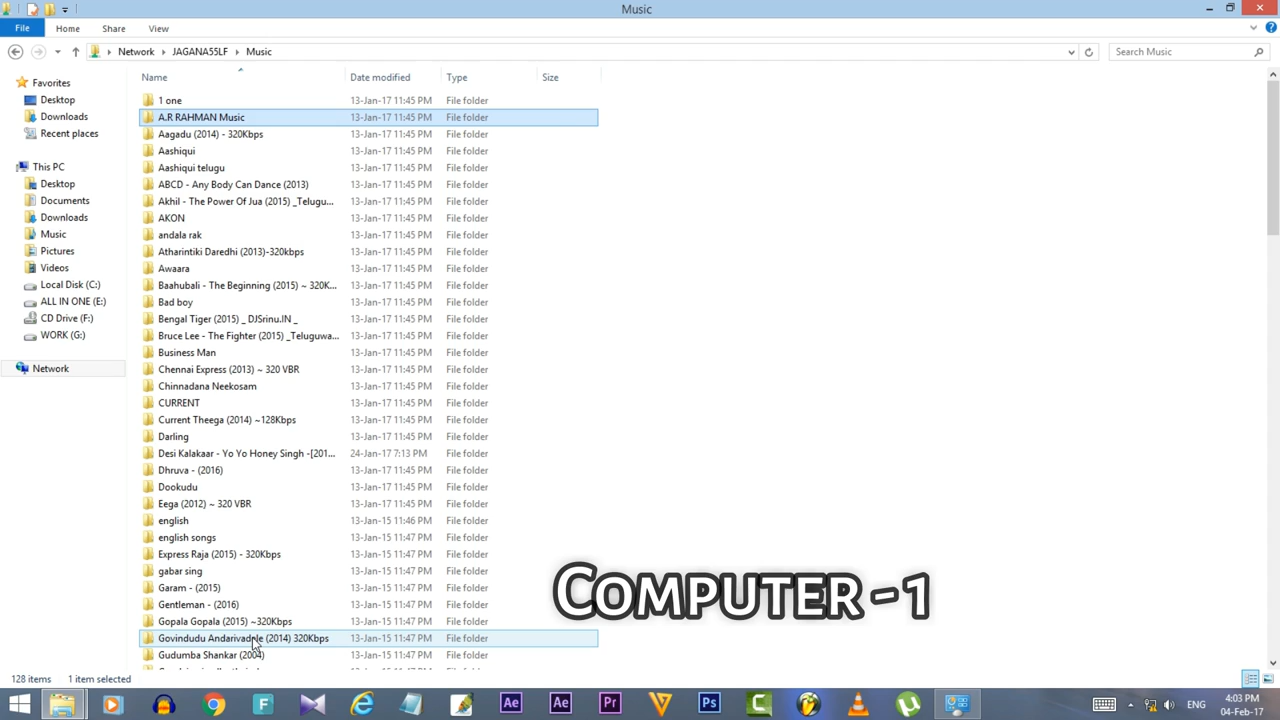 Music
File Home Share View
Network JAGANA55LF Music Search Music
Name Date modified Type Size
Favorites
Desktop
Downloads
Recent places
This PC
Desktop
Documents
Downloads
Music
Pictures
Videos
Local Disk (C:)
ALL IN ONE (E:)
CD Drive (F:)
WORK (G:)
Network
1 one 13-Jan-17 11:45 PM File folder
A.R RAHMAN Music 13-Jan-17 11:45 PM File folder
Aagadu (2014) - 320Kbps 13-Jan-17 11:45 PM File folder
Aashiqui 13-Jan-17 11:45 PM File folder
Aashiqui telugu 13-Jan-17 11:45 PM File folder
ABCD - Any Body Can Dance (2013) 13-Jan-17 11:45 PM File folder
Akhil - The Power Of Jua (2015) _Telugu... 13-Jan-17 11:45 PM File folder
AKON 13-Jan-17 11:45 PM File folder
andala rak 13-Jan-17 11:45 PM File folder
Atharintiki Daredhi (2013)-320kbps 13-Jan-17 11:45 PM File folder
Awaara 13-Jan-17 11:45 PM File folder
Baahubali - The Beginning (2015) ~ 320K... 13-Jan-17 11:45 PM File folder
Bad boy 13-Jan-17 11:45 PM File folder
Bengal Tiger (2015) _ DJSrinu.IN _ 13-Jan-17 11:45 PM File folder
Bruce Lee - The Fighter (2015) _Teluguwa... 13-Jan-17 11:45 PM File folder
Business Man 13-Jan-17 11:45 PM File folder
Chennai Express (2013) ~ 320 VBR 13-Jan-17 11:45 PM File folder
Chinnadana Neekosam 13-Jan-17 11:45 PM File folder
CURRENT 13-Jan-17 11:45 PM File folder
Current Theega (2014) ~128Kbps 13-Jan-17 11:45 PM File folder
Darling 13-Jan-17 11:45 PM File folder
Desi Kalakaar - Yo Yo Honey Singh -[201... 24-Jan-17 7:13 PM File folder
Dhruva - (2016) 13-Jan-17 11:45 PM File folder
Dookudu 13-Jan-17 11:45 PM File folder
Eega (2012) ~ 320 VBR 13-Jan-17 11:45 PM File folder
english 13-Jan-15 11:46 PM File folder
english songs 13-Jan-15 11:47 PM File folder
Express Raja (2015) - 320Kbps 13-Jan-15 11:47 PM File folder
gabar sing 13-Jan-15 11:47 PM File folder
Garam - (2015) 13-Jan-15 11:47 PM File folder
Gentleman - (2016) 13-Jan-15 11:47 PM File folder
Gopala Gopala (2015) ~320Kbps 13-Jan-15 11:47 PM File folder
Govindudu Andarivadele (2014) 320Kbps 13-Jan-15 11:47 PM File folder
Gudumba Shankar (2004) 13-Jan-15 11:47 PM File folder
COMPUTER -1
128 items 1 item selected
4:03 PM
04-Feb-17